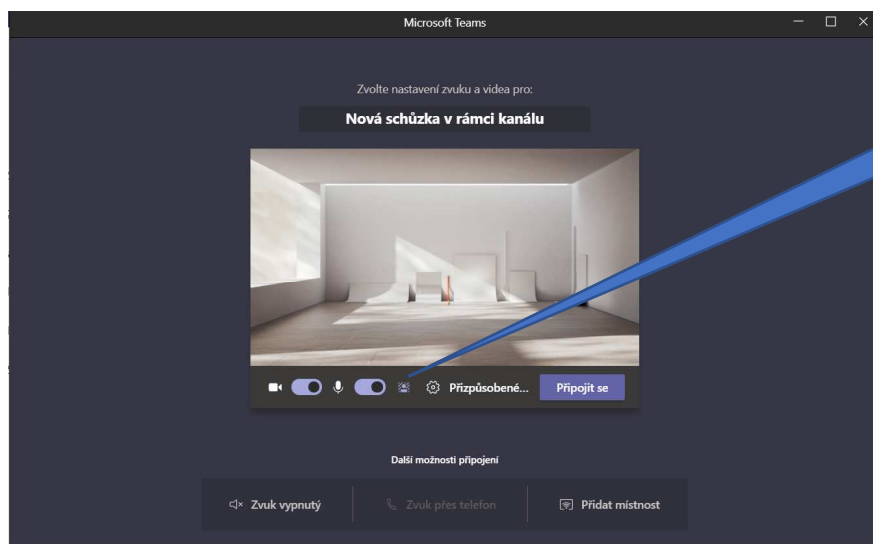 Microsoft Teams
Zvolte nastavení zvuku a videa pro:
Nová schůzka v rámci kanálu
Přizpůsobené...
Připojit se
Další možnosti připojení
Zvuk vypnutý
Zvuk přes telefon
Přidat místnost